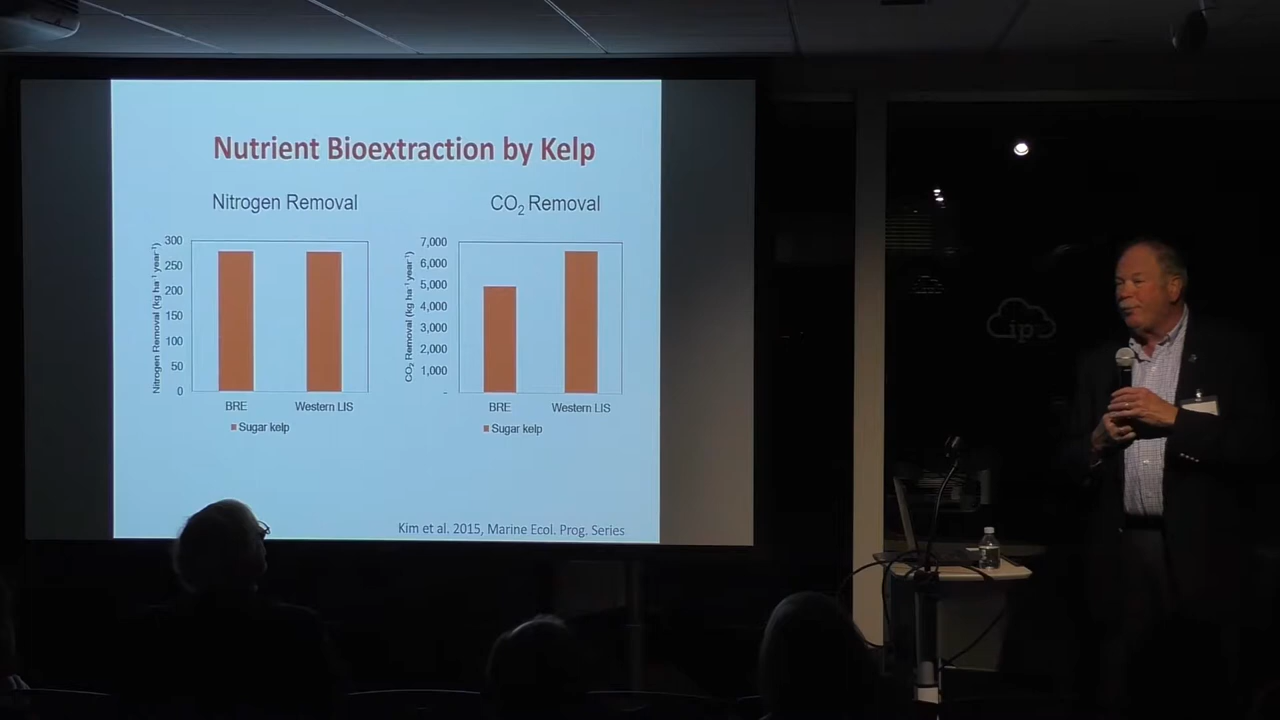 Nutrient Bioextraction by Kelp
Nitrogen Removal
Nitrogen Removal (kg ha⁻¹ year⁻¹)
300
250
200
150
100
50
0
BRE Western LIS
Sugar kelp
CO₂ Removal
CO₂ Removal (kg ha⁻¹ year⁻¹)
7,000
6,000
5,000
4,000
3,000
2,000
1,000
-
BRE Western LIS
Sugar kelp
Kim et al. 2015, Marine Ecol. Prog. Series